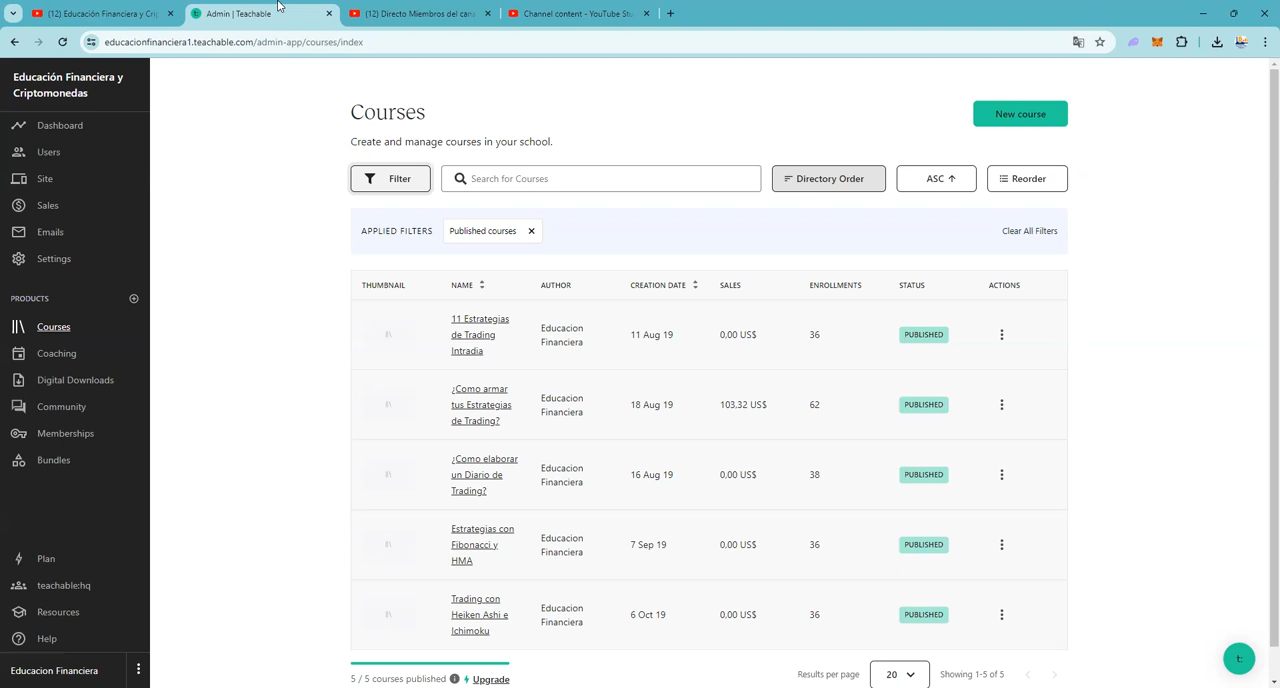 (12) Educación Financiera y Crip
Admin | Teachable
(12) Directo Miembros del cana
Channel content - YouTube Stu
educacionfinanciera1.teachable.com/admin-app/courses/index
Educación Financiera y
Criptomonedas
Dashboard
Users
Site
Sales
Emails
Settings
PRODUCTS
Courses
Coaching
Digital Downloads
Community
Memberships
Bundles
Plan
teachable:hq
Resources
Help
Educacion Financiera
Courses
New course
Create and manage courses in your school.
Filter
Search for Courses
Directory Order
ASC
Reorder
APPLIED FILTERS
Published courses
Clear All Filters
THUMBNAIL NAME AUTHOR CREATION DATE SALES ENROLLMENTS STATUS ACTIONS
11 Estrategias
de Trading
Intradia
Educacion
Financiera
11 Aug 19
0,00 US$
36
PUBLISHED
¿Como armar
tus Estrategias
de Trading?
Educacion
Financiera
18 Aug 19
103,32 US$
62
PUBLISHED
¿Como elaborar
un Diario de
Trading?
Educacion
Financiera
16 Aug 19
0,00 US$
38
PUBLISHED
Estrategias con
Fibonacci y
HMA
Educacion
Financiera
7 Sep 19
0,00 US$
36
PUBLISHED
Trading con
Heiken Ashi e
Ichimoku
Educacion
Financiera
6 Oct 19
0,00 US$
36
PUBLISHED
5 / 5 courses published
Upgrade
Results per page
20
Showing 1-5 of 5
t: